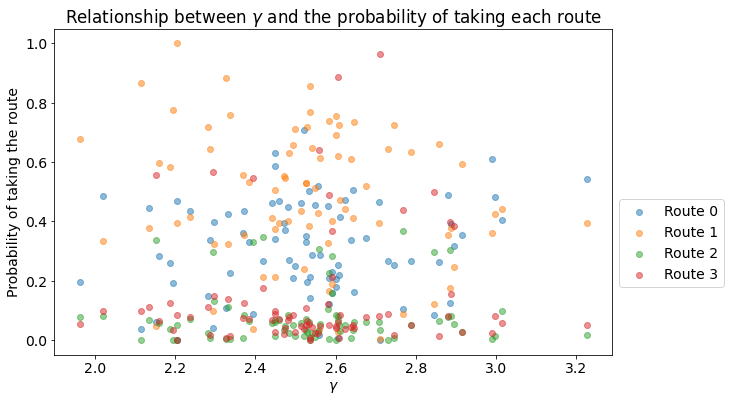 Relationship between γ and the probability of taking each route
Probability of taking the route
1.0
0.8
0.6
0.4
0.2
0.0
2.0 2.2 2.4 2.6 2.8 3.0 3.2
γ
Route 0
Route 1
Route 2
Route 3